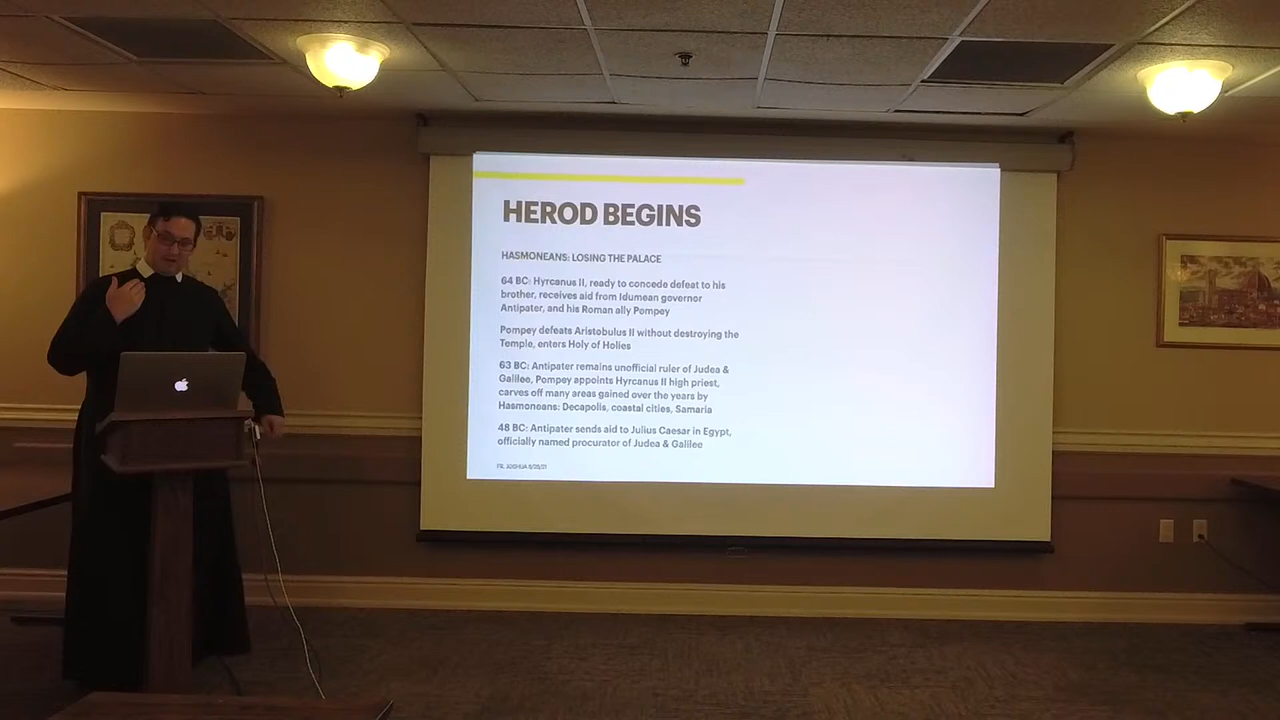 HEROD BEGINS
HASMONEANS: LOSING THE PALACE
64 BC: Hyrcanus II, ready to concede defeat to his
brother, receives aid from Idumean governor
Antipater, and his Roman ally Pompey
Pompey defeats Aristobulus II without destroying the
Temple, enters Holy of Holies
63 BC: Antipater remains unofficial ruler of Judea &
Galilee, Pompey appoints Hyrcanus II high priest,
carves off many areas gained over the years by
Hasmoneans: Decapolis, coastal cities, Samaria
48 BC: Antipater sends aid to Julius Caesar in Egypt,
officially named procurator of Judea & Galilee
FR. JOSHUA